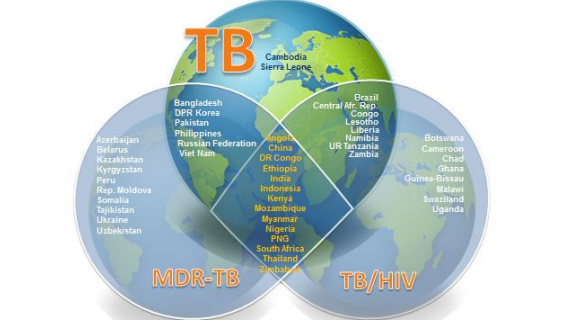 TB
Cambodia
Sierra Leone
Bangladesh
DPR Korea
Pakistan
Philippines
Russian Federation
Viet Nam
Brazil
Central Afr. Rep.
Congo
Lesotho
Liberia
Namibia
UR Tanzania
Zambia
Azerbaijan
Belarus
Kazakhstan
Kyrgyzstan
Peru
Rep. Moldova
Somalia
Tajikistan
Ukraine
Uzbekistan
Angola
China
DR Congo
Ethiopia
India
Indonesia
Kenya
Mozambique
Myanmar
Nigeria
PNG
South Africa
Thailand
Zimbabwe
Botswana
Cameroon
Chad
Ghana
Guinea-Bissau
Malawi
Swaziland
Uganda
MDR-TB
TB/HIV